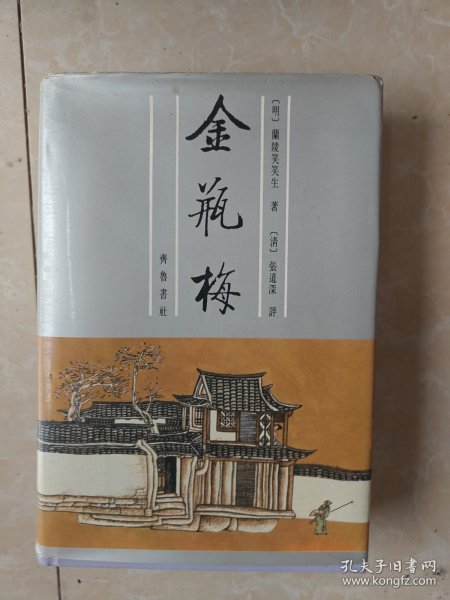 〔明〕 蘭陵笑笑生 著 〔清〕 張道深 評
金瓶梅
齊魯書社
孔夫子旧书网
www.kongfz.com